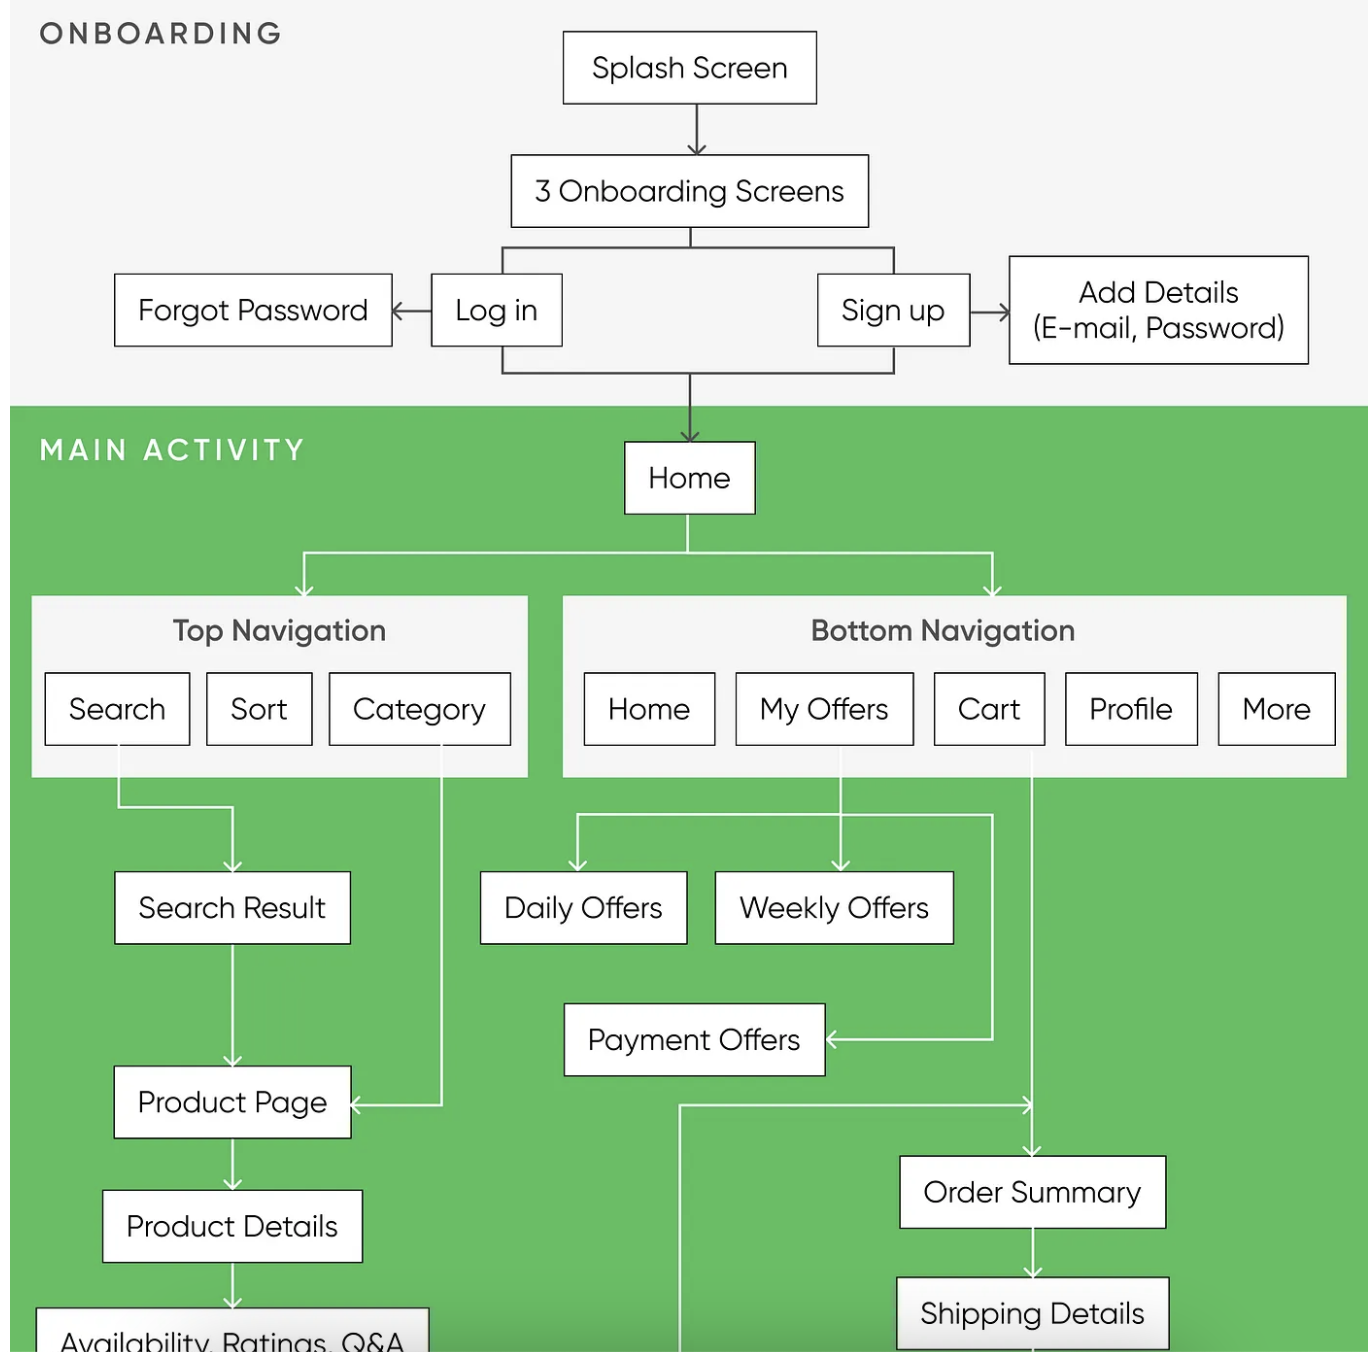 ONBOARDING
Splash Screen
3 Onboarding Screens
Forgot Password
Log in
Sign up
Add Details
(E-mail, Password)
MAIN ACTIVITY
Home
Top Navigation
Search
Sort
Category
Bottom Navigation
Home
My Offers
Cart
Profile
More
Search Result
Daily Offers
Weekly Offers
Payment Offers
Product Page
Order Summary
Product Details
Shipping Details
Availability, Ratings, Q&A